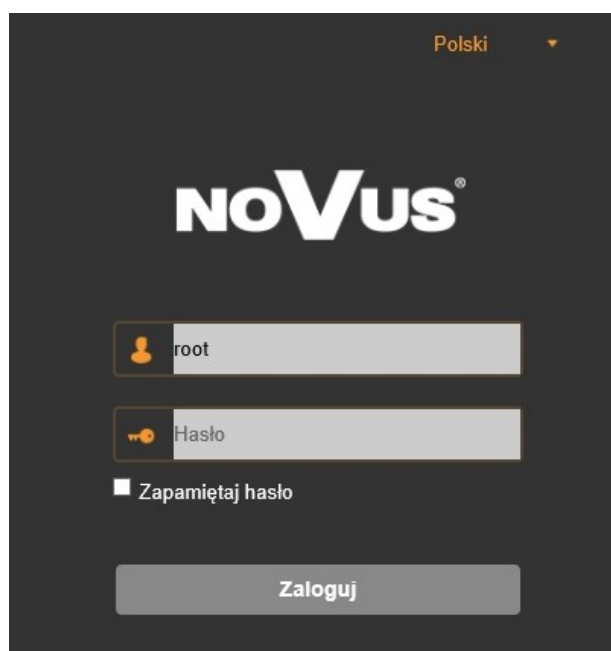 Polski
NOVUS®
root
Hasło
Zapamiętaj hasło
Zaloguj